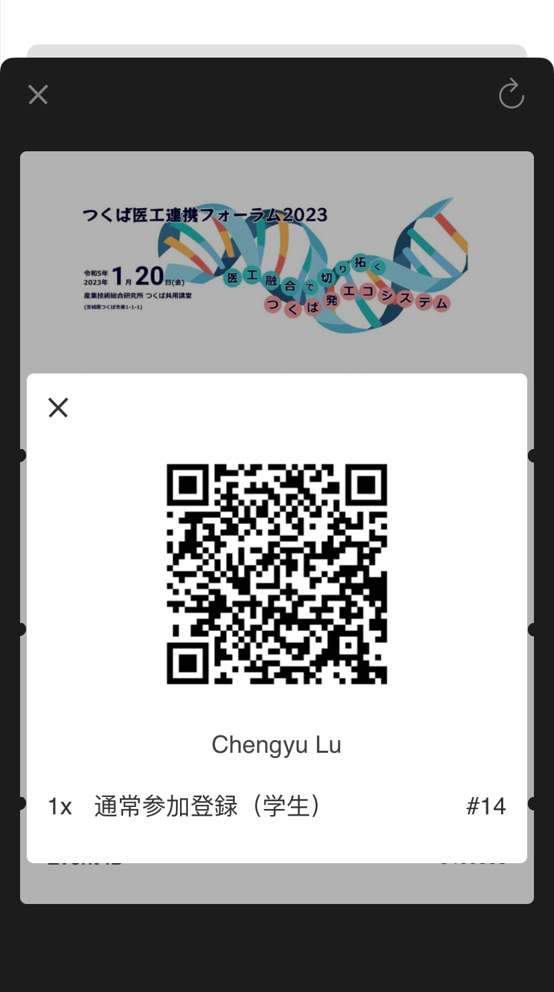 つくば医工連携フォーラム2023
令和5年
2023年 1月20日(金)
産業技術総合研究所 つくば共用講堂
(茨城県つくば市東1-1-1)
医工融合で切り拓く
つくば発エコシステム
Chengyu Lu
1x 通常参加登録（学生） #14